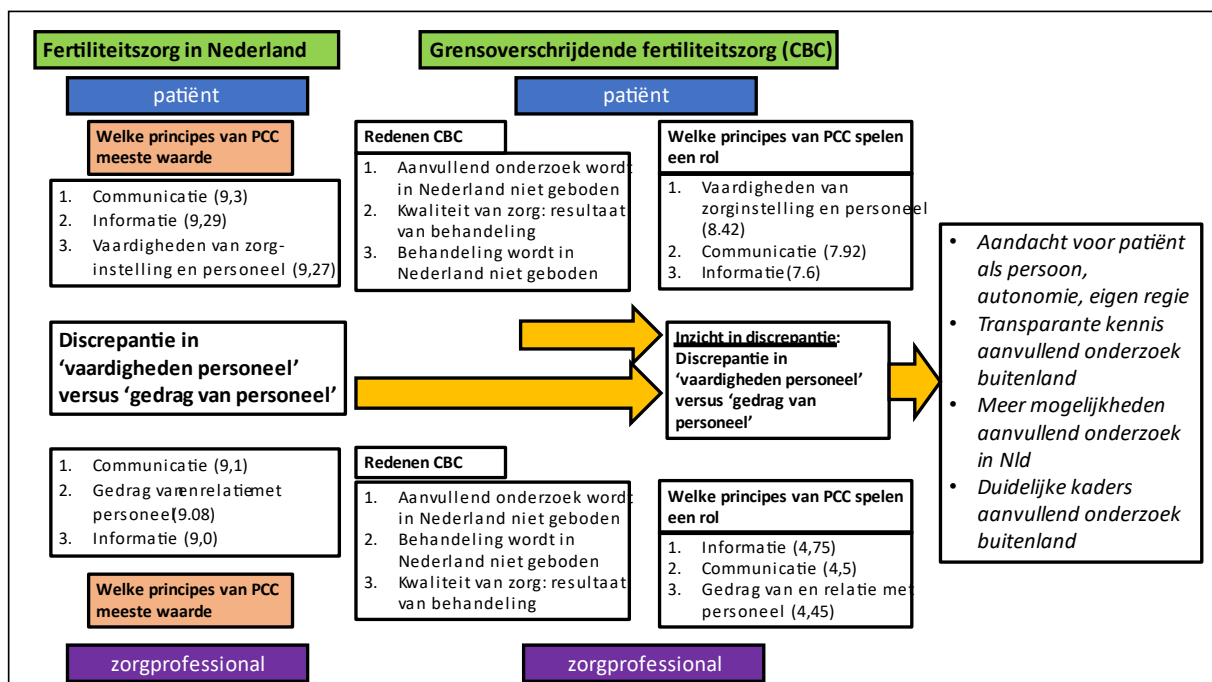 Fertiliteitszorg in Nederland
Grensoverschrijdende fertiliteitszorg (CBC)
patiënt
patiënt
Welke principes van PCC
meeste waarde
1. Communicatie (9,3)
2. Informatie (9,29)
3. Vaardigheden van zorg-
instelling en personeel (9,27)
Redenen CBC
1. Aanvullend onderzoek wordt
in Nederland niet geboden
2. Kwaliteit van zorg: resultaat
van behandeling
3. Behandeling wordt in
Nederland niet geboden
Welke principes van PCC spelen
een rol
1. Vaardigheden van
zorginstelling en personeel
(8.42)
2. Communicatie (7.92)
3. Informatie (7.6)
Discrepantie in
‘vaardigheden personeel’
versus ‘gedrag van personeel’
Inzicht in discrepantie:
Discrepantie in
‘vaardigheden personeel’
versus ‘gedrag van
personeel’
• Aandacht voor patiënt
als persoon,
autonomie, eigen regie
• Transparante kennis
aanvullend onderzoek
buitenland
• Meer mogelijkheden
aanvullend onderzoek
in Nld
• Duidelijke kaders
aanvullend onderzoek
buitenland
1. Communicatie (9,1)
2. Gedrag van en relatie met
personeel (9.08)
3. Informatie (9,0)
Welke principes van PCC
meeste waarde
Redenen CBC
1. Aanvullend onderzoek wordt
in Nederland niet geboden
2. Behandeling wordt in
Nederland niet geboden
3. Kwaliteit van zorg: resultaat
van behandeling
Welke principes van PCC spelen
een rol
1. Informatie (4,75)
2. Communicatie (4,5)
3. Gedrag van en relatie met
personeel (4,45)
zorgprofessional
zorgprofessional